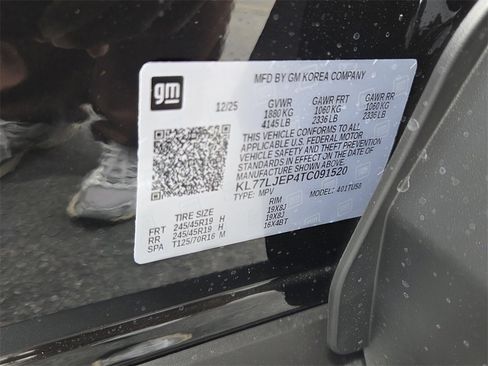 gm
MFD BY GM KOREA COMPANY
12/25 GVWR GAWR FRT GAWR RR
1880 KG 1060 KG 1060 KG
4145 LB 2336 LB 2336 LB
THIS VEHICLE CONFORMS TO ALL
APPLICABLE U.S. FEDERAL MOTOR
VEHICLE SAFETY AND THEFT PREVENTION
STANDARDS IN EFFECT ON THE DATE OF
MANUFACTURE SHOWN ABOVE.
KL77LJEP4TC091520
TYPE: MPV MODEL: 401TUS8
TIRE SIZE RIM
FRT 245/45R19 H 19X8J
RR 245/45R19 H 19X8J
SPA T125/70R16 M 16X4BT